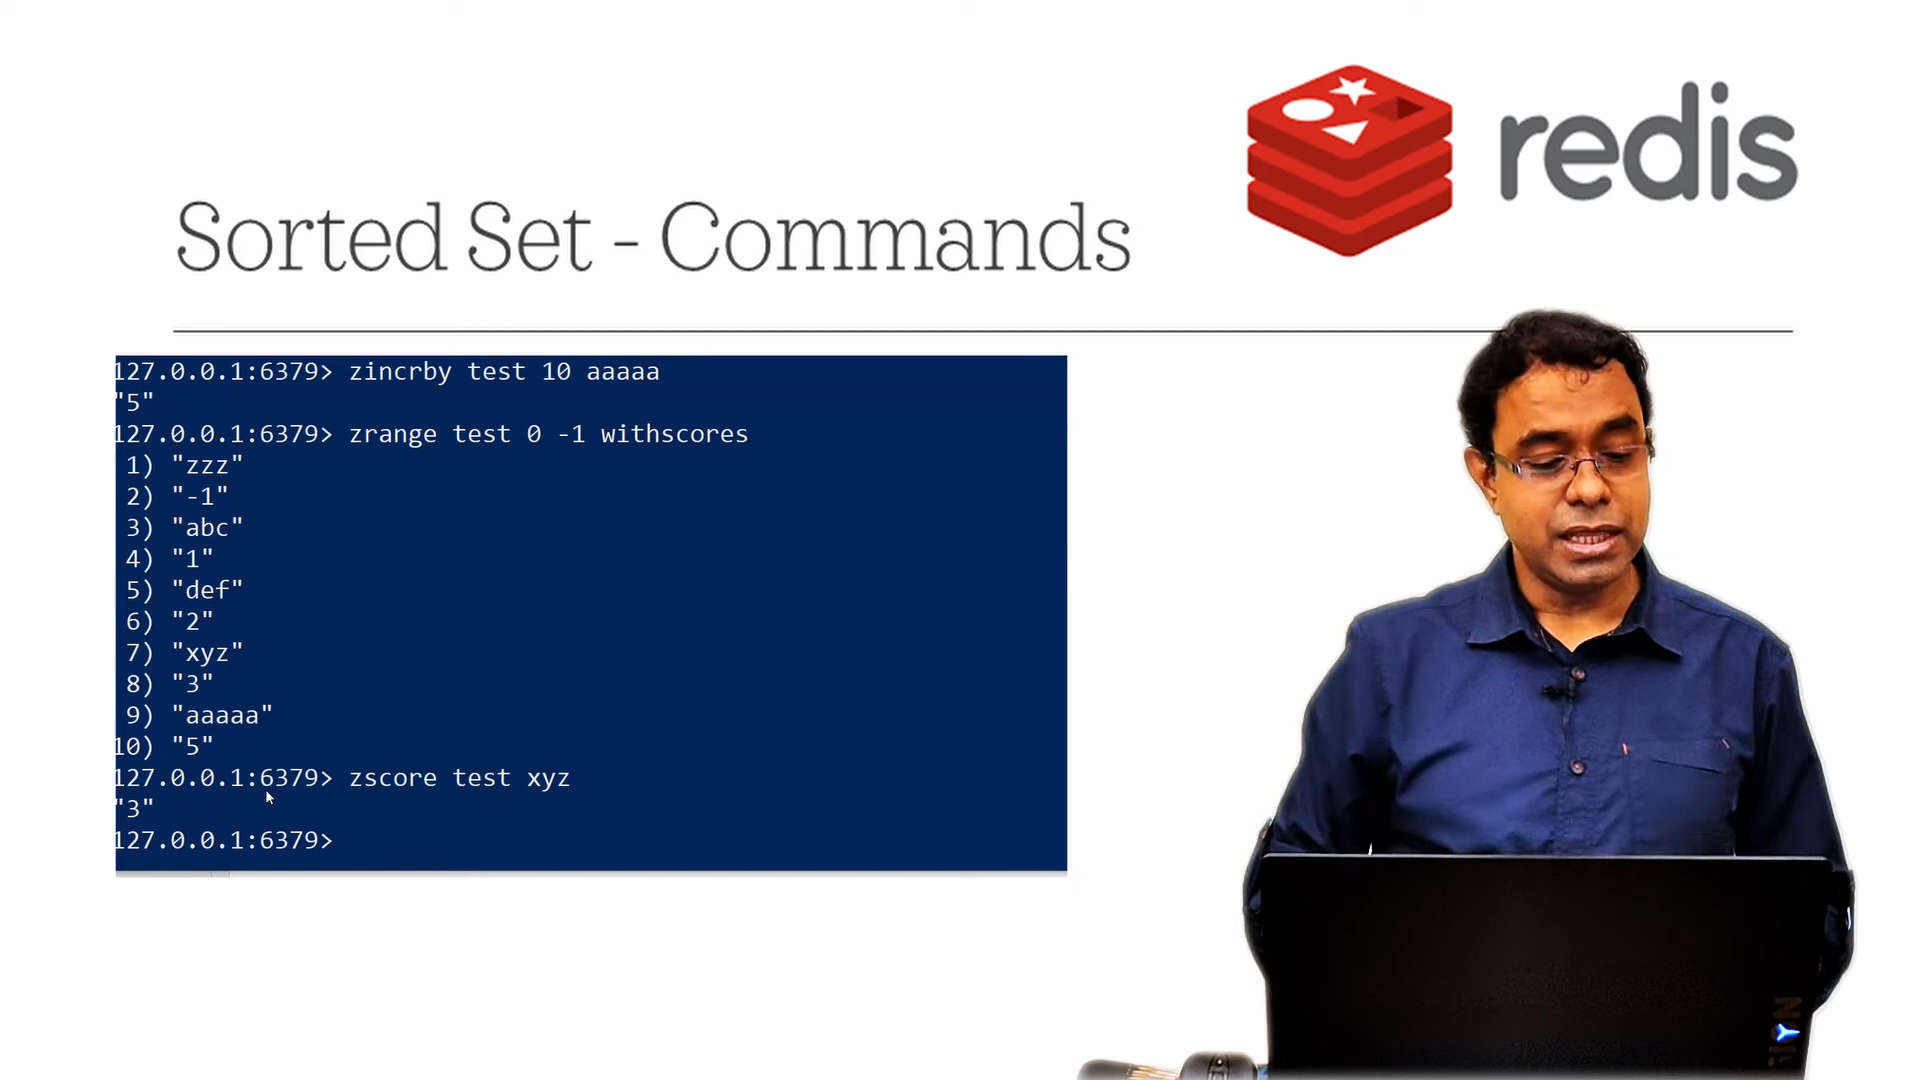 redis
Sorted Set - Commands
127.0.0.1:6379> zincrby test 10 aaaaa
"5"
127.0.0.1:6379> zrange test 0 -1 withscores
1) "zzz"
2) "-1"
3) "abc"
4) "1"
5) "def"
6) "2"
7) "xyz"
8) "3"
9) "aaaaa"
10) "5"
127.0.0.1:6379> zscore test xyz
"3"
127.0.0.1:6379>